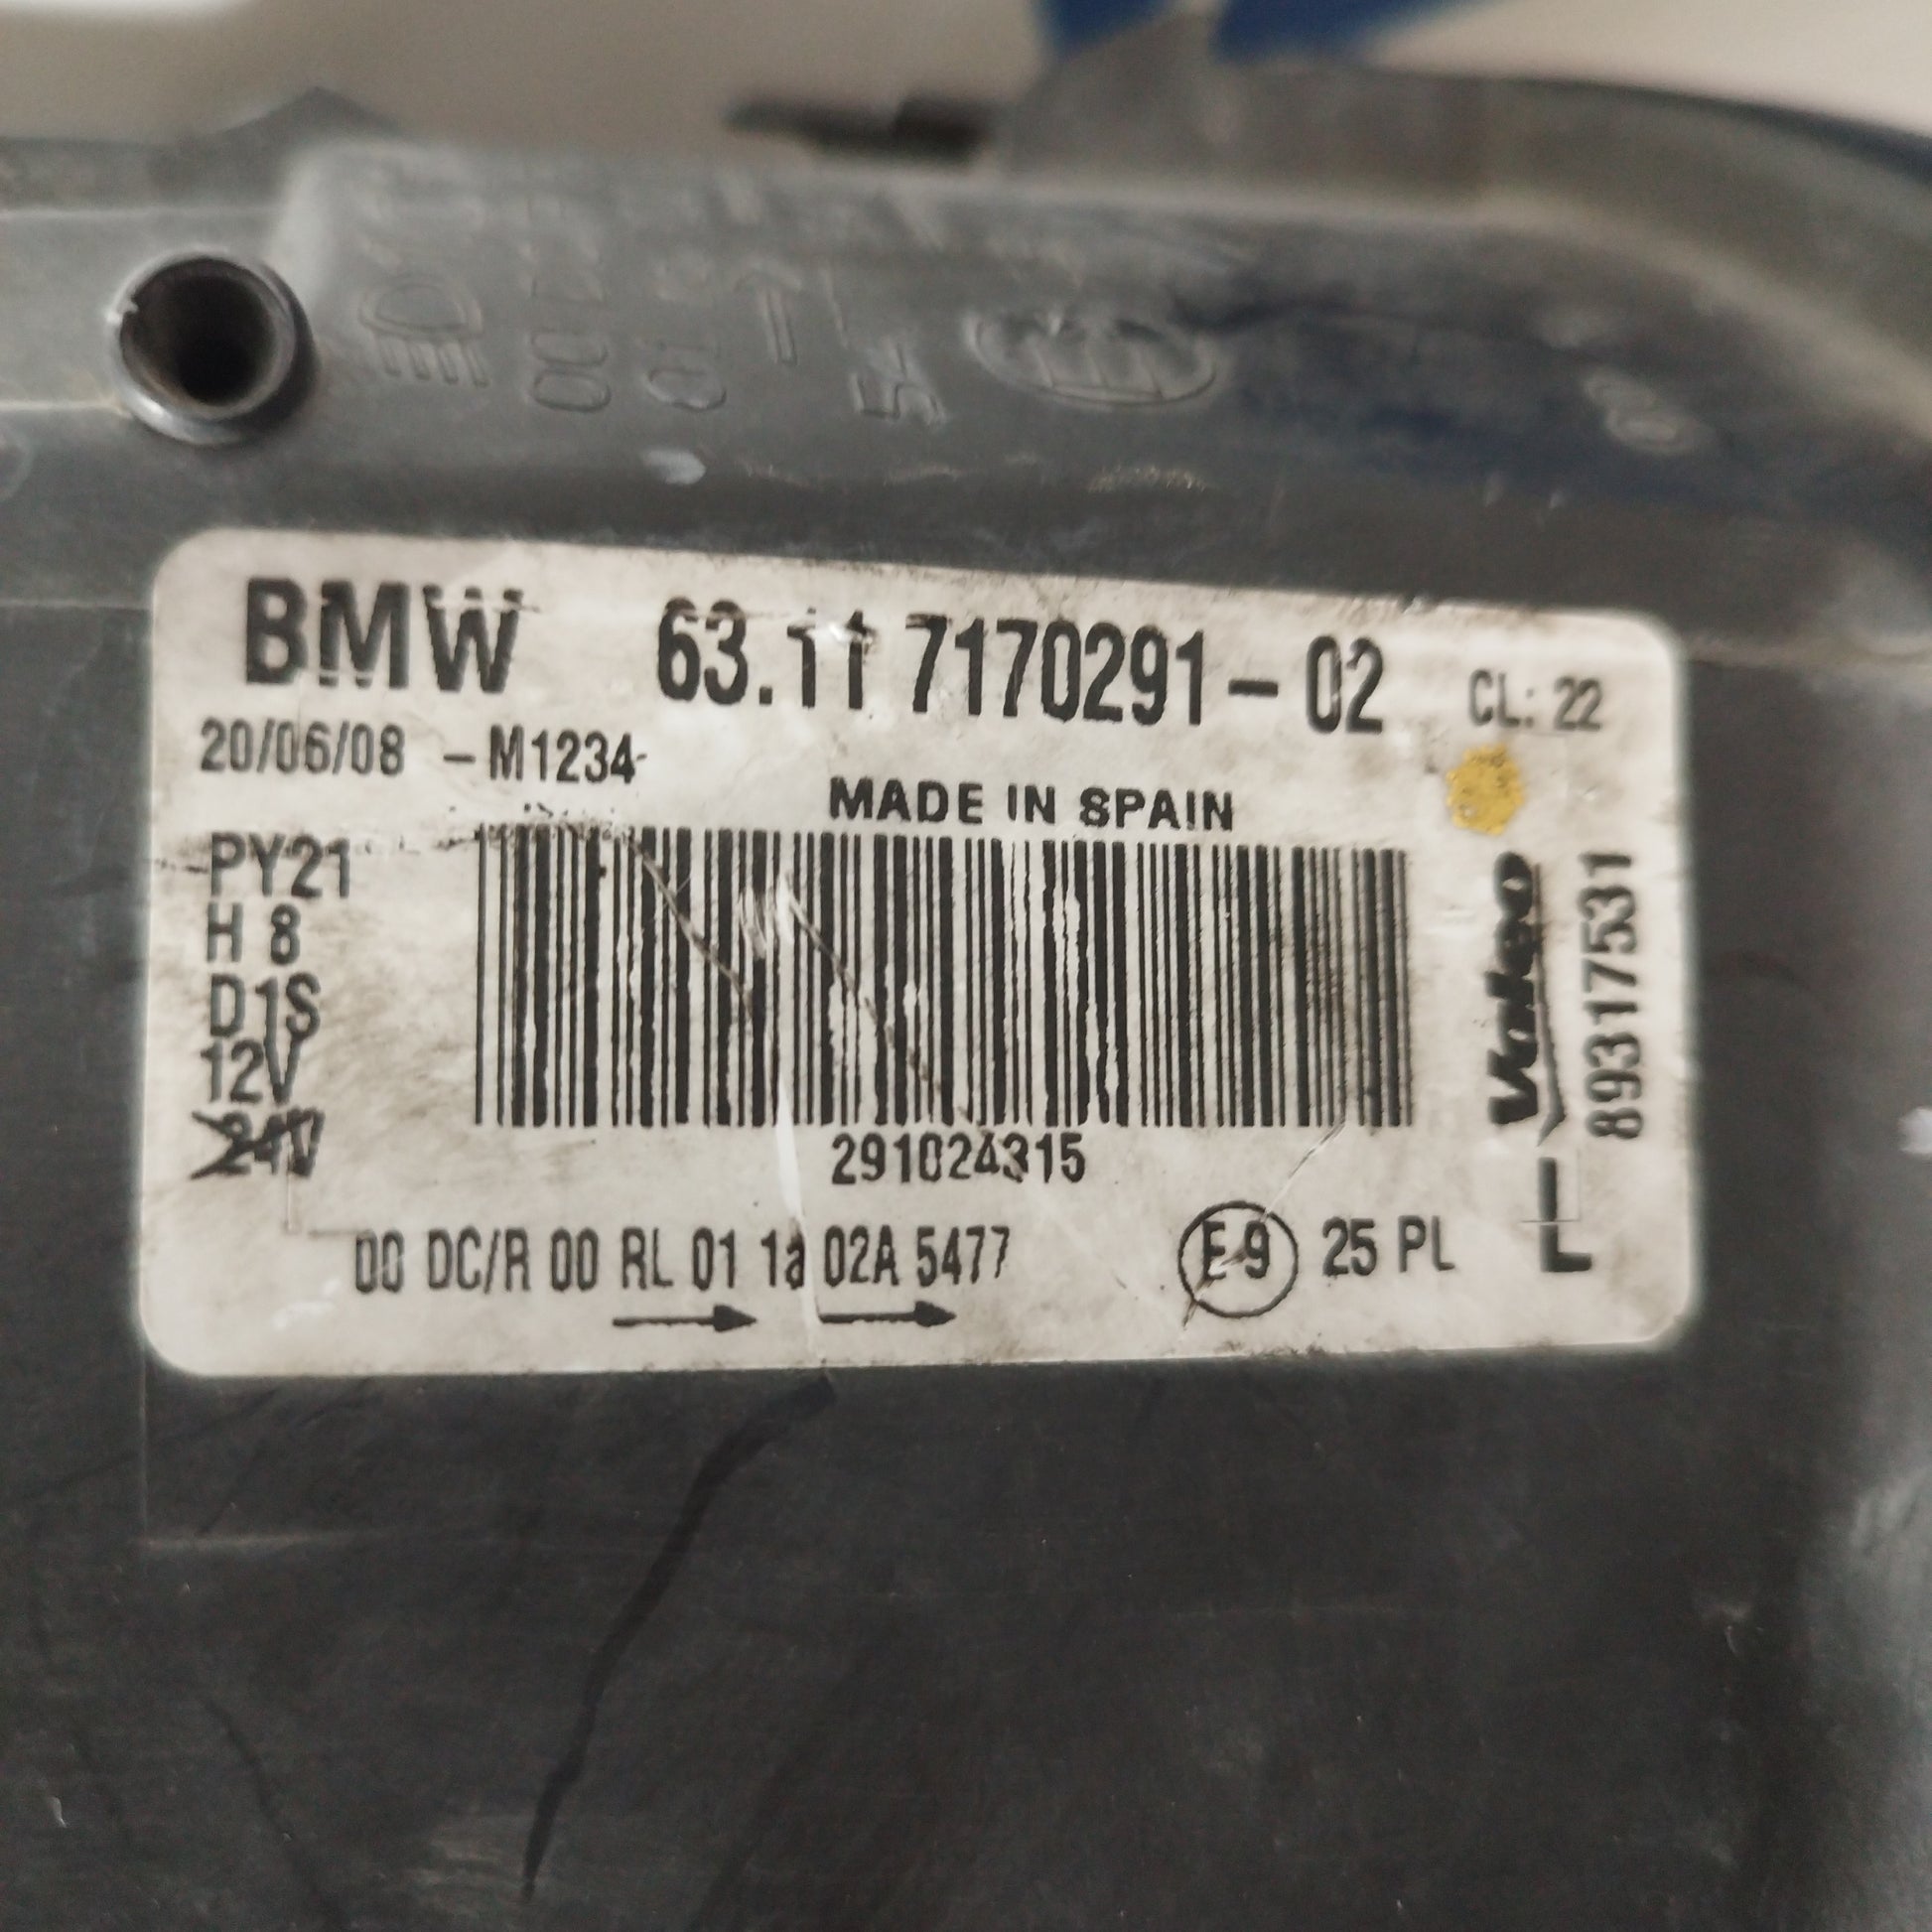 BMW 63.11 7170291-02 CL: 22
20/06/08 -M1234-
MADE IN SPAIN
PY21
H 8
D1S
12V
24V
291024315
00 DC/R 00 RL 01 1a 02A 5477
E9 25 PL
Valeo
L
89317531